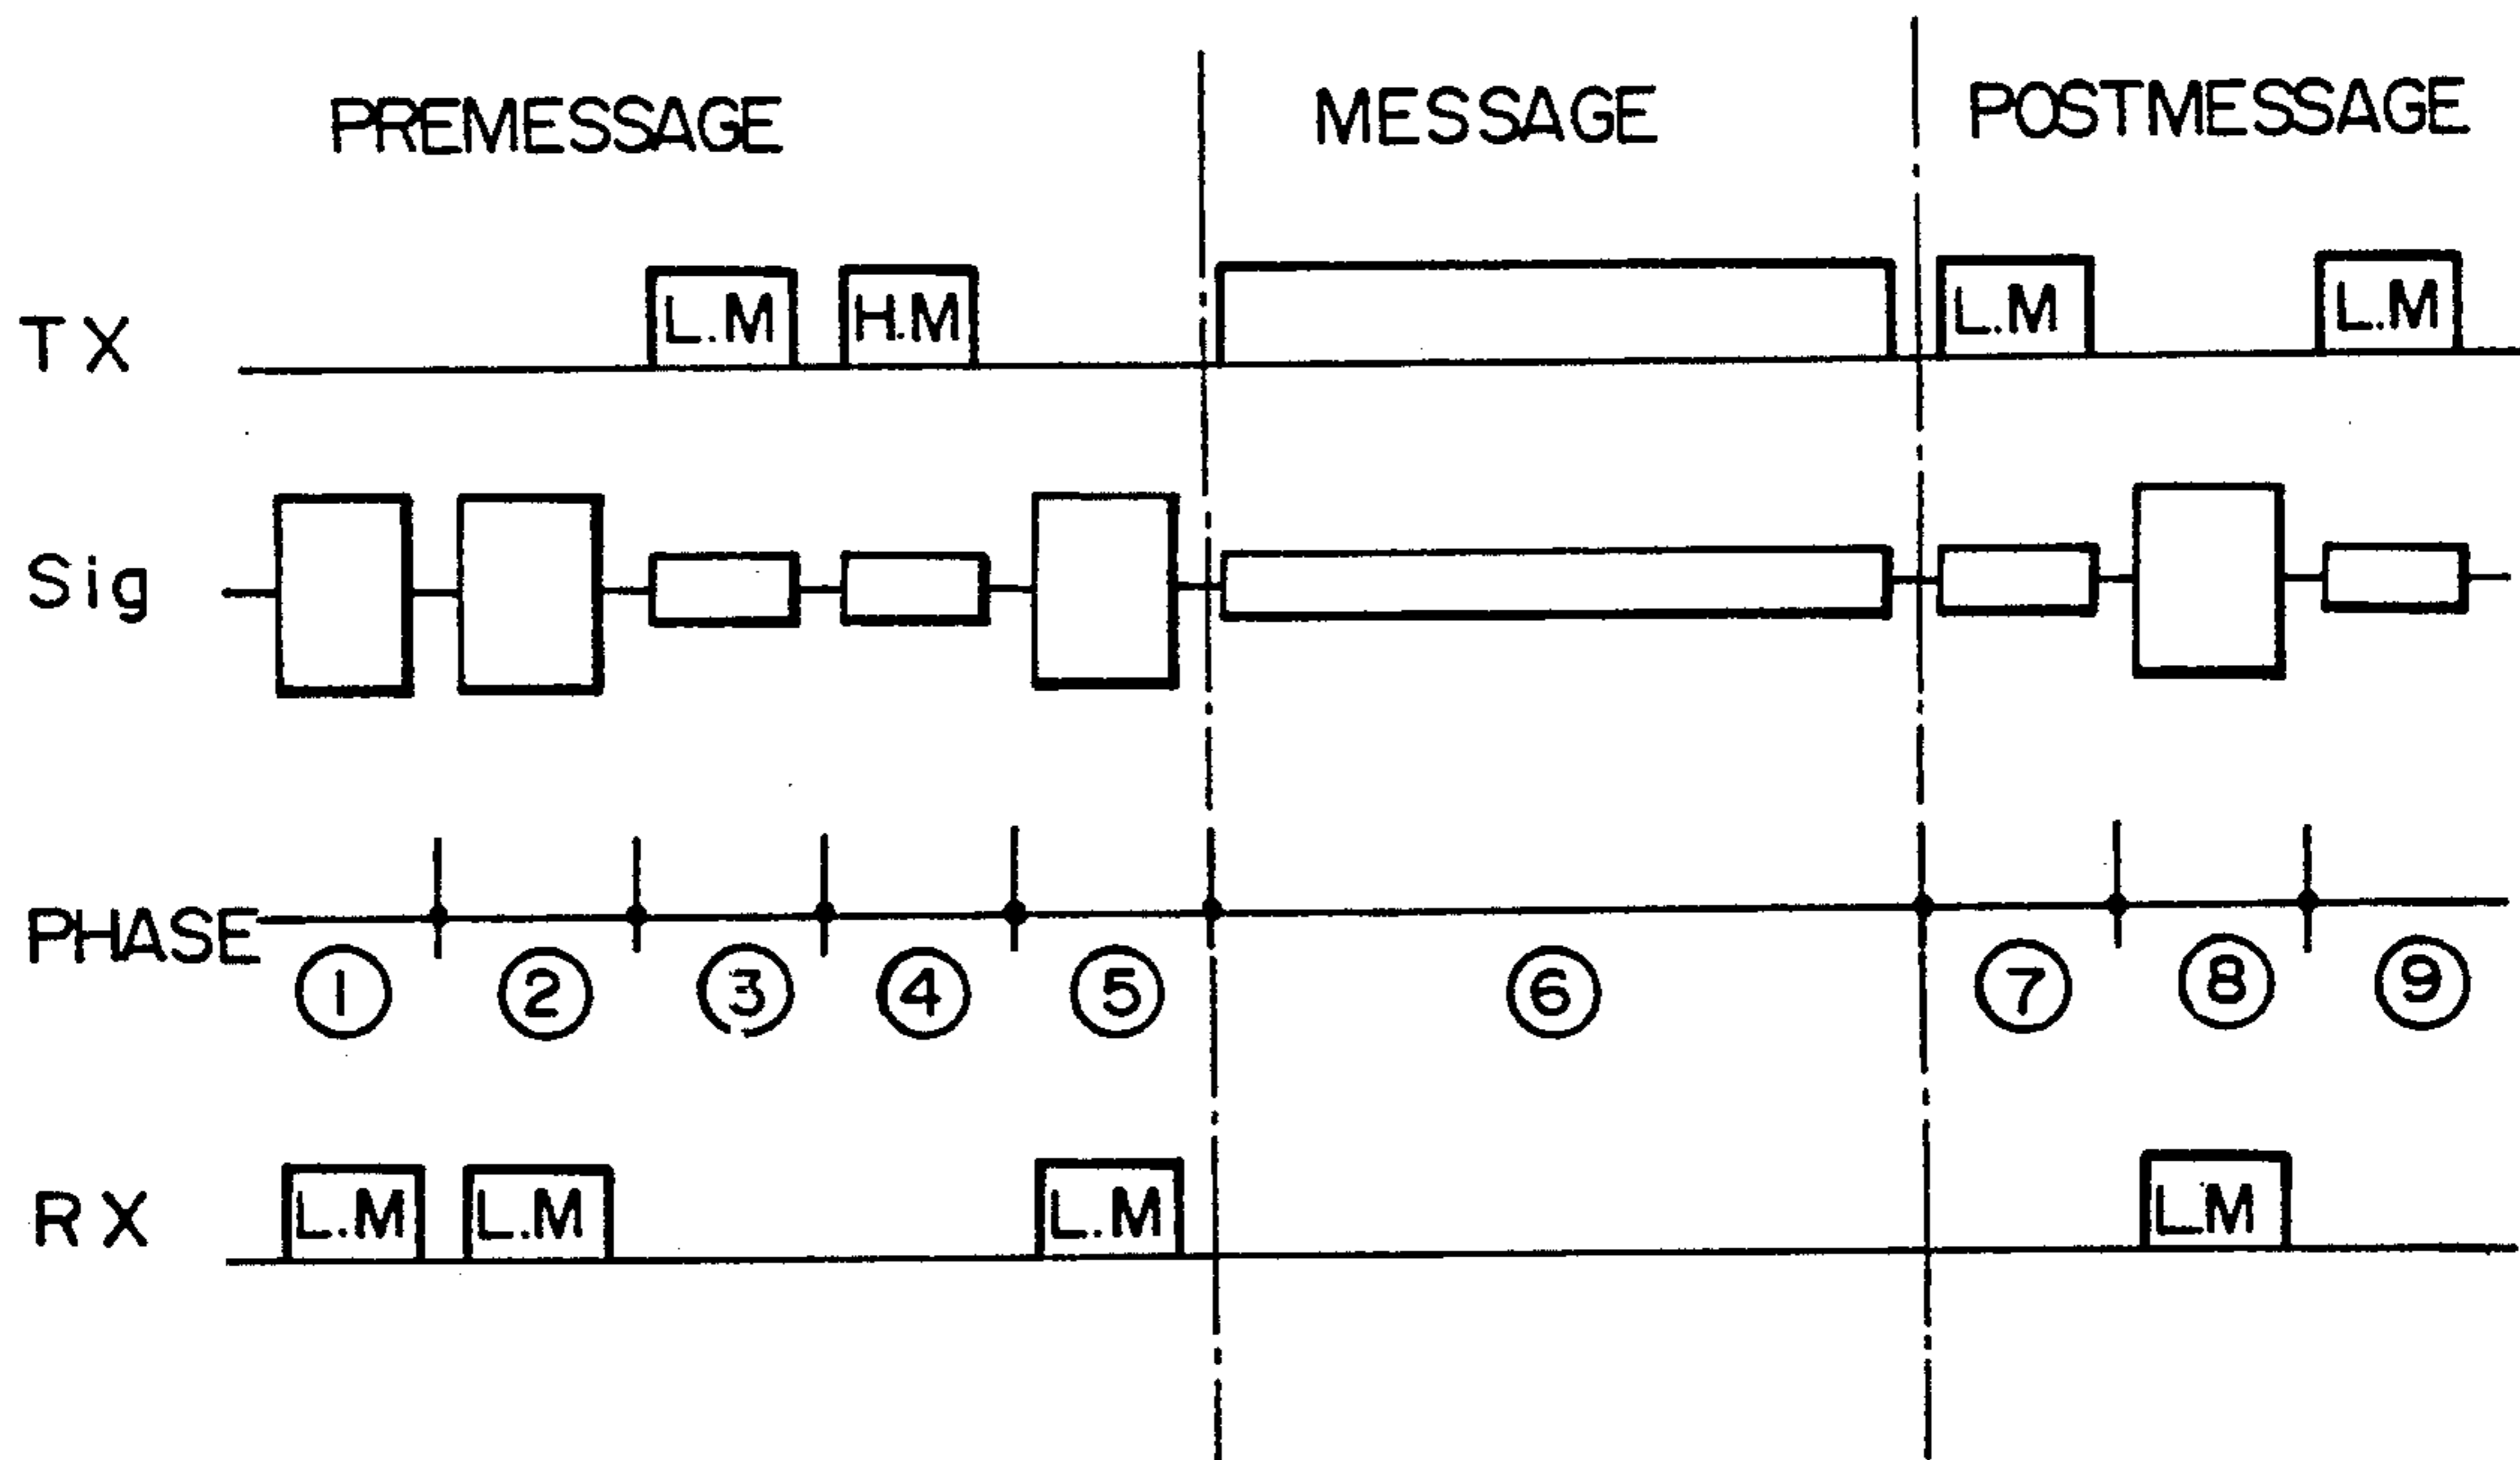 PREMESSAGE MESSAGE POSTMESSAGE
TX L.M H.M L.M L.M
Sig
PHASE
① ② ③ ④ ⑤ ⑥ ⑦ ⑧ ⑨
RX L.M L.M L.M L.M